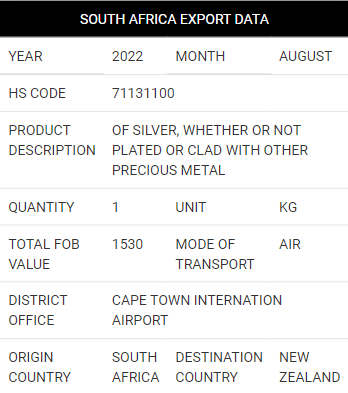 SOUTH AFRICA EXPORT DATA
YEAR 2022 MONTH AUGUST
HS CODE 71131100
PRODUCT DESCRIPTION OF SILVER, WHETHER OR NOT PLATED OR CLAD WITH OTHER PRECIOUS METAL
QUANTITY 1 UNIT KG
TOTAL FOB VALUE 1530 MODE OF TRANSPORT AIR
DISTRICT OFFICE CAPE TOWN INTERNATION AIRPORT
ORIGIN COUNTRY SOUTH AFRICA DESTINATION COUNTRY NEW ZEALAND